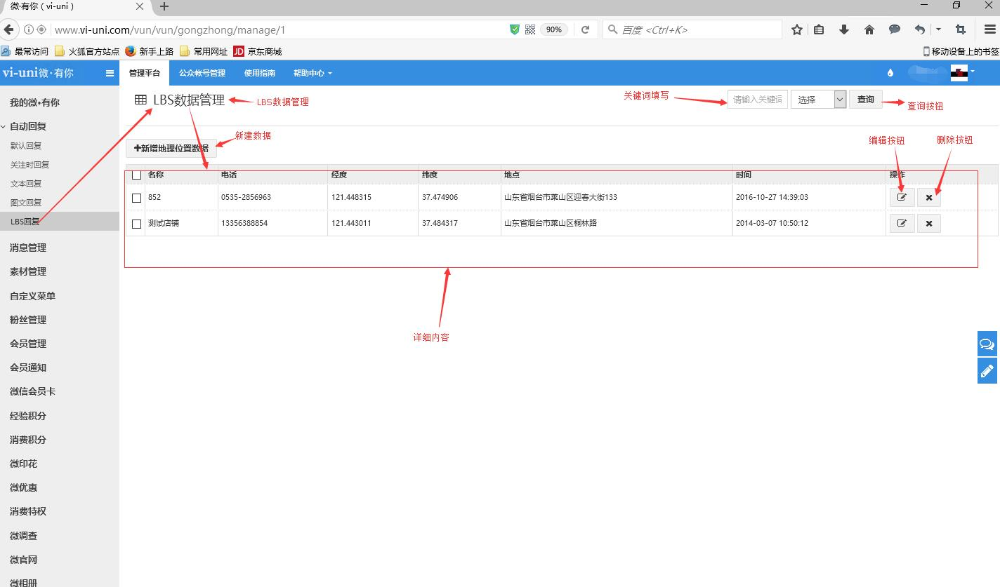 微·有你（vi-uni）
www.vi-uni.com/vun/vun/gongzhong/manage/1
90%
百度 <Ctrl+K>
最常访问 火狐官方站点 新手上路 常用网址 JD 京东商城 移动设备上的书签
vi-uni微·有你
管理平台 公众帐号管理 使用指南 帮助中心
我的微•有你
自动回复
默认回复
关注时回复
文本回复
图文回复
LBS回复
消息管理
素材管理
自定义菜单
粉丝管理
会员管理
会员通知
微信会员卡
经验积分
消费积分
微印花
微优惠
消费特权
微调查
微官网
微相册
LBS数据管理
LBS数据管理
关键词填写
请输入关键词
选择
查询
查询按钮
新建数据
新增地理位置数据
编辑按钮
删除按钮
名称 电话 经度 纬度 地点 时间 操作
852 0535-2856963 121.448315 37.474906 山东省烟台市莱山区迎春大街133 2016-10-27 14:39:03
测试店铺 13356388854 121.443011 37.484317 山东省烟台市莱山区桐林路 2014-03-07 10:50:12
详细内容